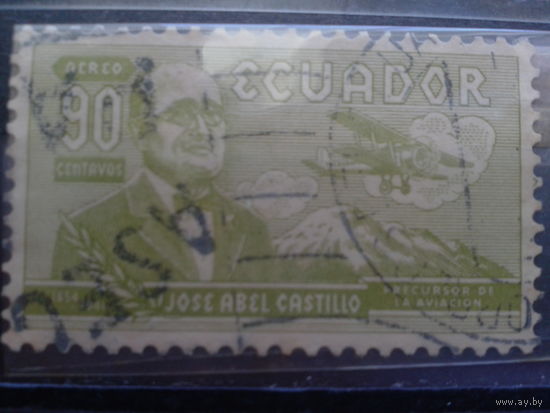 AEREO
ECUADOR
90
CENTAVOS
JOSE ABEL CASTILLO
PRECURSOR DE
LA AVIACION
www.ay.by